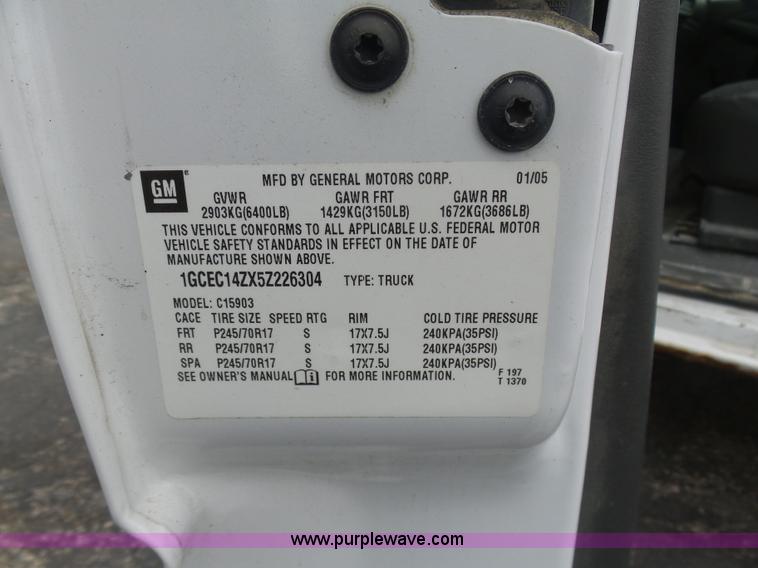 GM ®
MFD BY GENERAL MOTORS CORP. 01/05
GVWR GAWR FRT GAWR RR
2903KG(6400LB) 1429KG(3150LB) 1672KG(3686LB)
THIS VEHICLE CONFORMS TO ALL APPLICABLE U.S. FEDERAL MOTOR
VEHICLE SAFETY STANDARDS IN EFFECT ON THE DATE OF
MANUFACTURE SHOWN ABOVE.
1GCEC14ZX5Z226304 TYPE: TRUCK
MODEL: C15903
CACE TIRE SIZE SPEED RTG RIM COLD TIRE PRESSURE
FRT P245/70R17 S 17X7.5J 240KPA(35PSI)
RR P245/70R17 S 17X7.5J 240KPA(35PSI)
SPA P245/70R17 S 17X7.5J 240KPA(35PSI)
SEE OWNER'S MANUAL i FOR MORE INFORMATION.
F 197
T 1370
www.purplewave.com